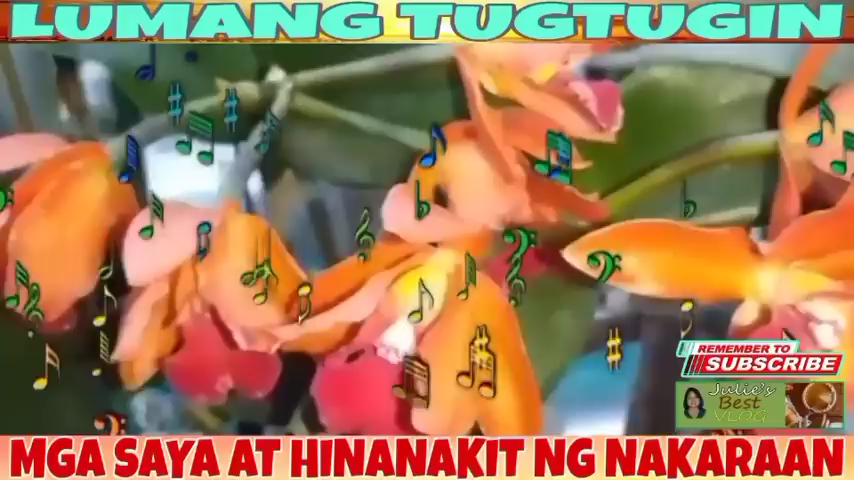 LUMANG TUGTUGIN
REMEMBER TO
SUBSCRIBE
Julie's
Best
VLOG
MGA SAYA AT HINANAKIT NG NAKARAAN